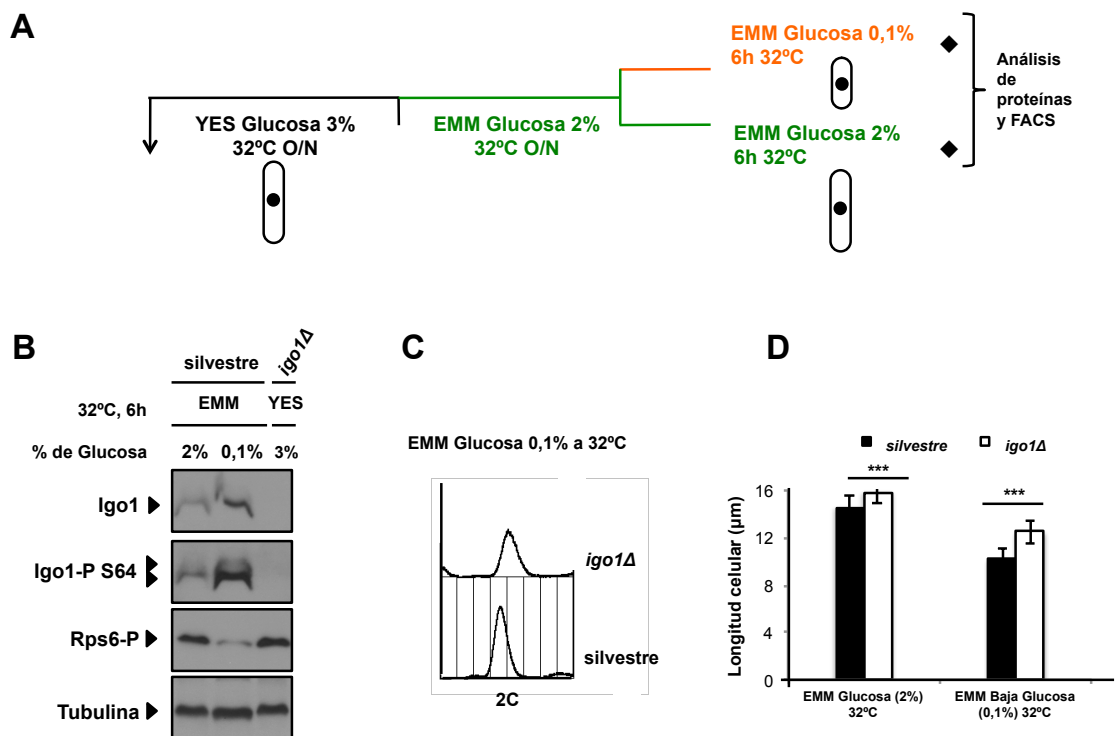 A
EMM Glucosa 0,1%
6h 32ºC
YES Glucosa 3%
32ºC O/N
EMM Glucosa 2%
32ºC O/N
EMM Glucosa 2%
6h 32ºC
Análisis
de
proteínas
y FACS
B
silvestre
igo1Δ
32ºC, 6h
EMM
YES
% de Glucosa
2%
0,1%
3%
Igo1
Igo1-P S64
Rps6-P
Tubulina
C
EMM Glucosa 0,1% a 32ºC
igo1Δ
silvestre
2C
D
silvestre
igo1Δ
***
***
Longitud celular (µm)
16
12
8
4
0
EMM Glucosa (2%)
32ºC
EMM Baja Glucosa
(0,1%) 32ºC